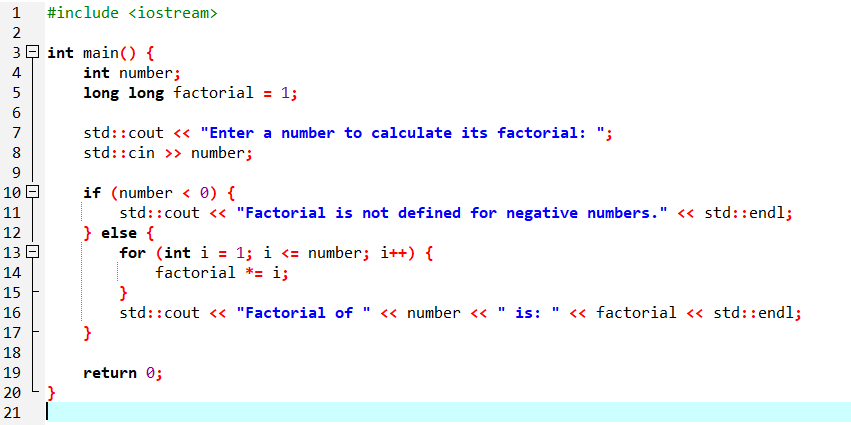 1 #include <iostream>
2
3 int main() {
4     int number;
5     long long factorial = 1;
6
7     std::cout << "Enter a number to calculate its factorial: ";
8     std::cin >> number;
9
10     if (number < 0) {
11         std::cout << "Factorial is not defined for negative numbers." << std::endl;
12     } else {
13         for (int i = 1; i <= number; i++) {
14             factorial *= i;
15         }
16         std::cout << "Factorial of " << number << " is: " << factorial << std::endl;
17     }
18
19     return 0;
20 }
21